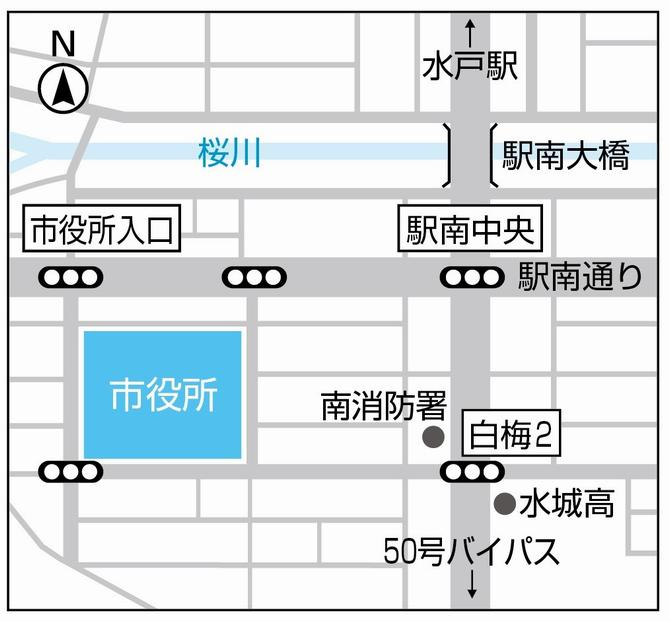 N
水戸駅
桜川
駅南大橋
市役所入口
駅南中央
駅南通り
市役所
南消防署
白梅2
水城高
50号バイパス